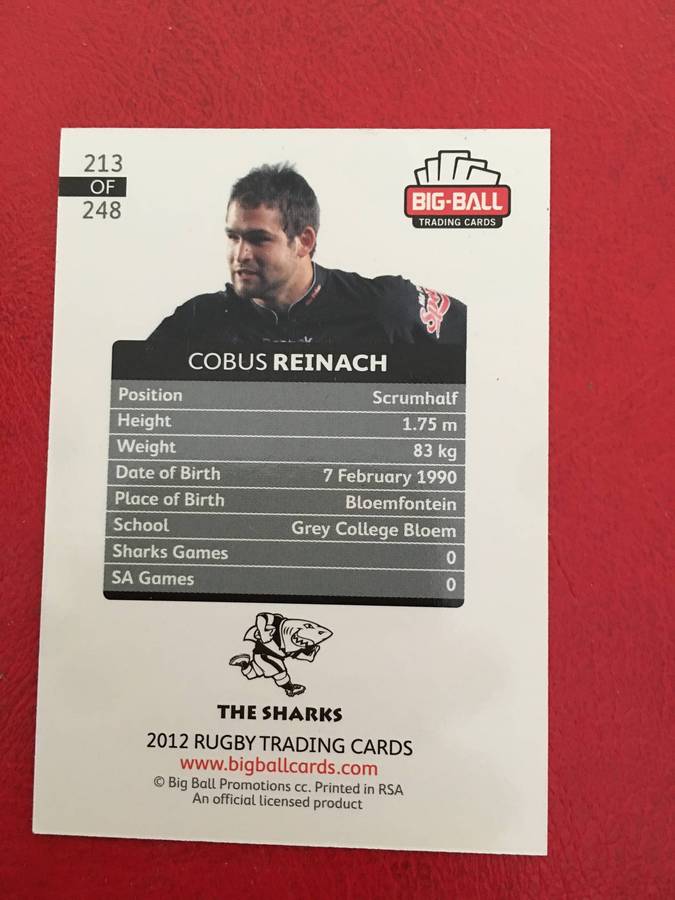 213
OF
248
BIG-BALL
TRADING CARDS
COBUS REINACH
Position Scrumhalf
Height 1.75 m
Weight 83 kg
Date of Birth 7 February 1990
Place of Birth Bloemfontein
School Grey College Bloem
Sharks Games 0
SA Games 0
THE SHARKS
2012 RUGBY TRADING CARDS
www.bigballcards.com
© Big Ball Promotions cc. Printed in RSA
An official licensed product